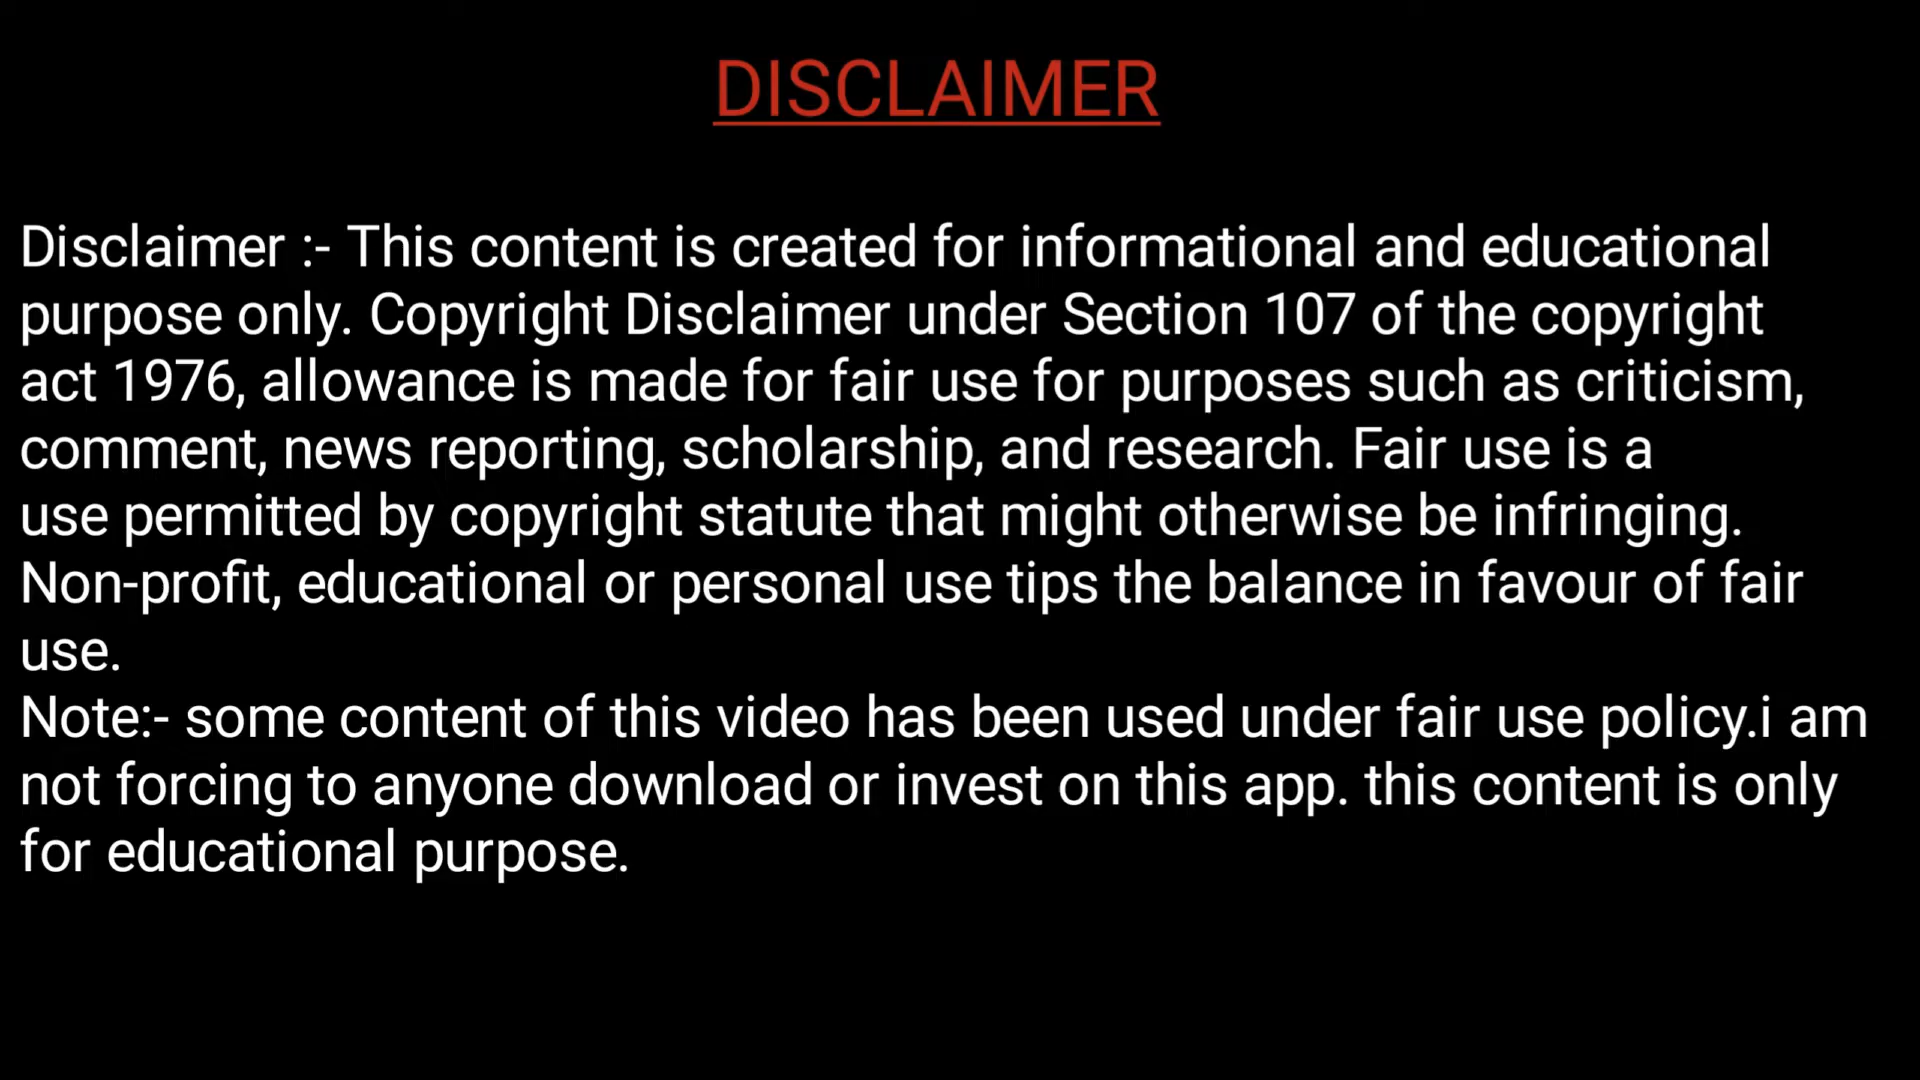 DISCLAIMER
Disclaimer :- This content is created for informational and educational
purpose only. Copyright Disclaimer under Section 107 of the copyright
act 1976, allowance is made for fair use for purposes such as criticism,
comment, news reporting, scholarship, and research. Fair use is a
use permitted by copyright statute that might otherwise be infringing.
Non-profit, educational or personal use tips the balance in favour of fair
use.
Note:- some content of this video has been used under fair use policy.i am
not forcing to anyone download or invest on this app. this content is only
for educational purpose.